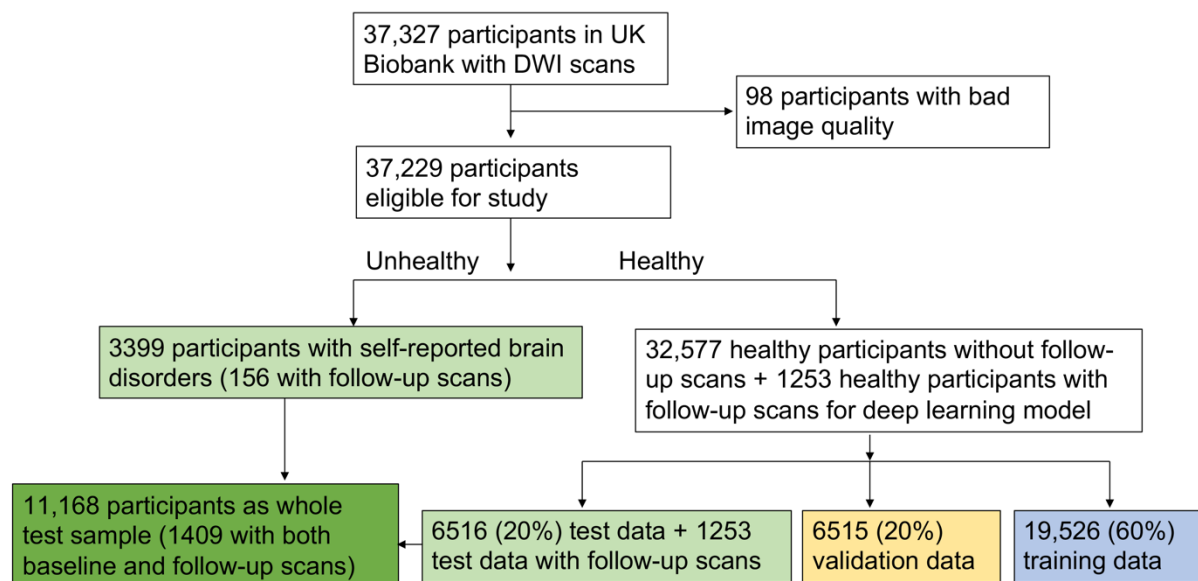 37,327 participants in UK
Biobank with DWI scans
98 participants with bad
image quality
37,229 participants
eligible for study
Unhealthy
Healthy
3399 participants with self-reported brain
disorders (156 with follow-up scans)
32,577 healthy participants without follow-
up scans + 1253 healthy participants with
follow-up scans for deep learning model
11,168 participants as whole
test sample (1409 with both
baseline and follow-up scans)
6516 (20%) test data + 1253
test data with follow-up scans
6515 (20%)
validation data
19,526 (60%)
training data